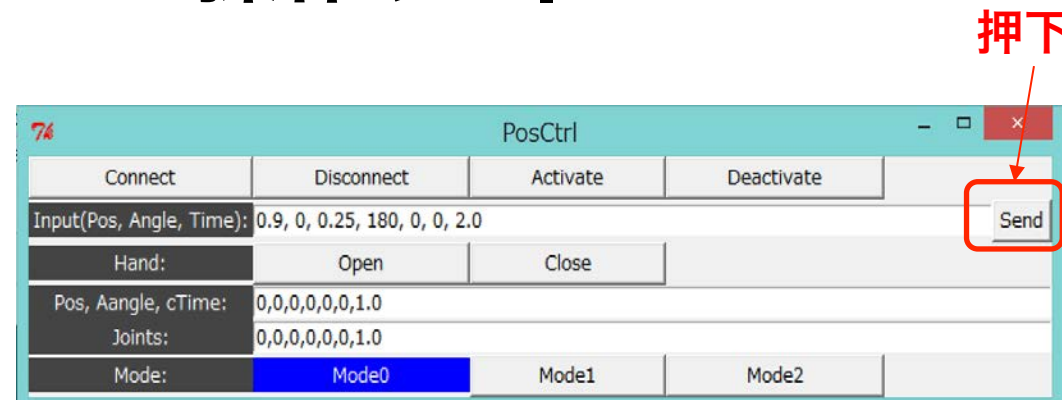 押下
PosCtrl
Connect Disconnect Activate Deactivate
Input(Pos, Angle, Time): 0.9, 0, 0.25, 180, 0, 0, 2.0 Send
Hand: Open Close
Pos, Aangle, cTime: 0,0,0,0,0,0,1.0
Joints: 0,0,0,0,0,0,1.0
Mode: Mode0 Mode1 Mode2